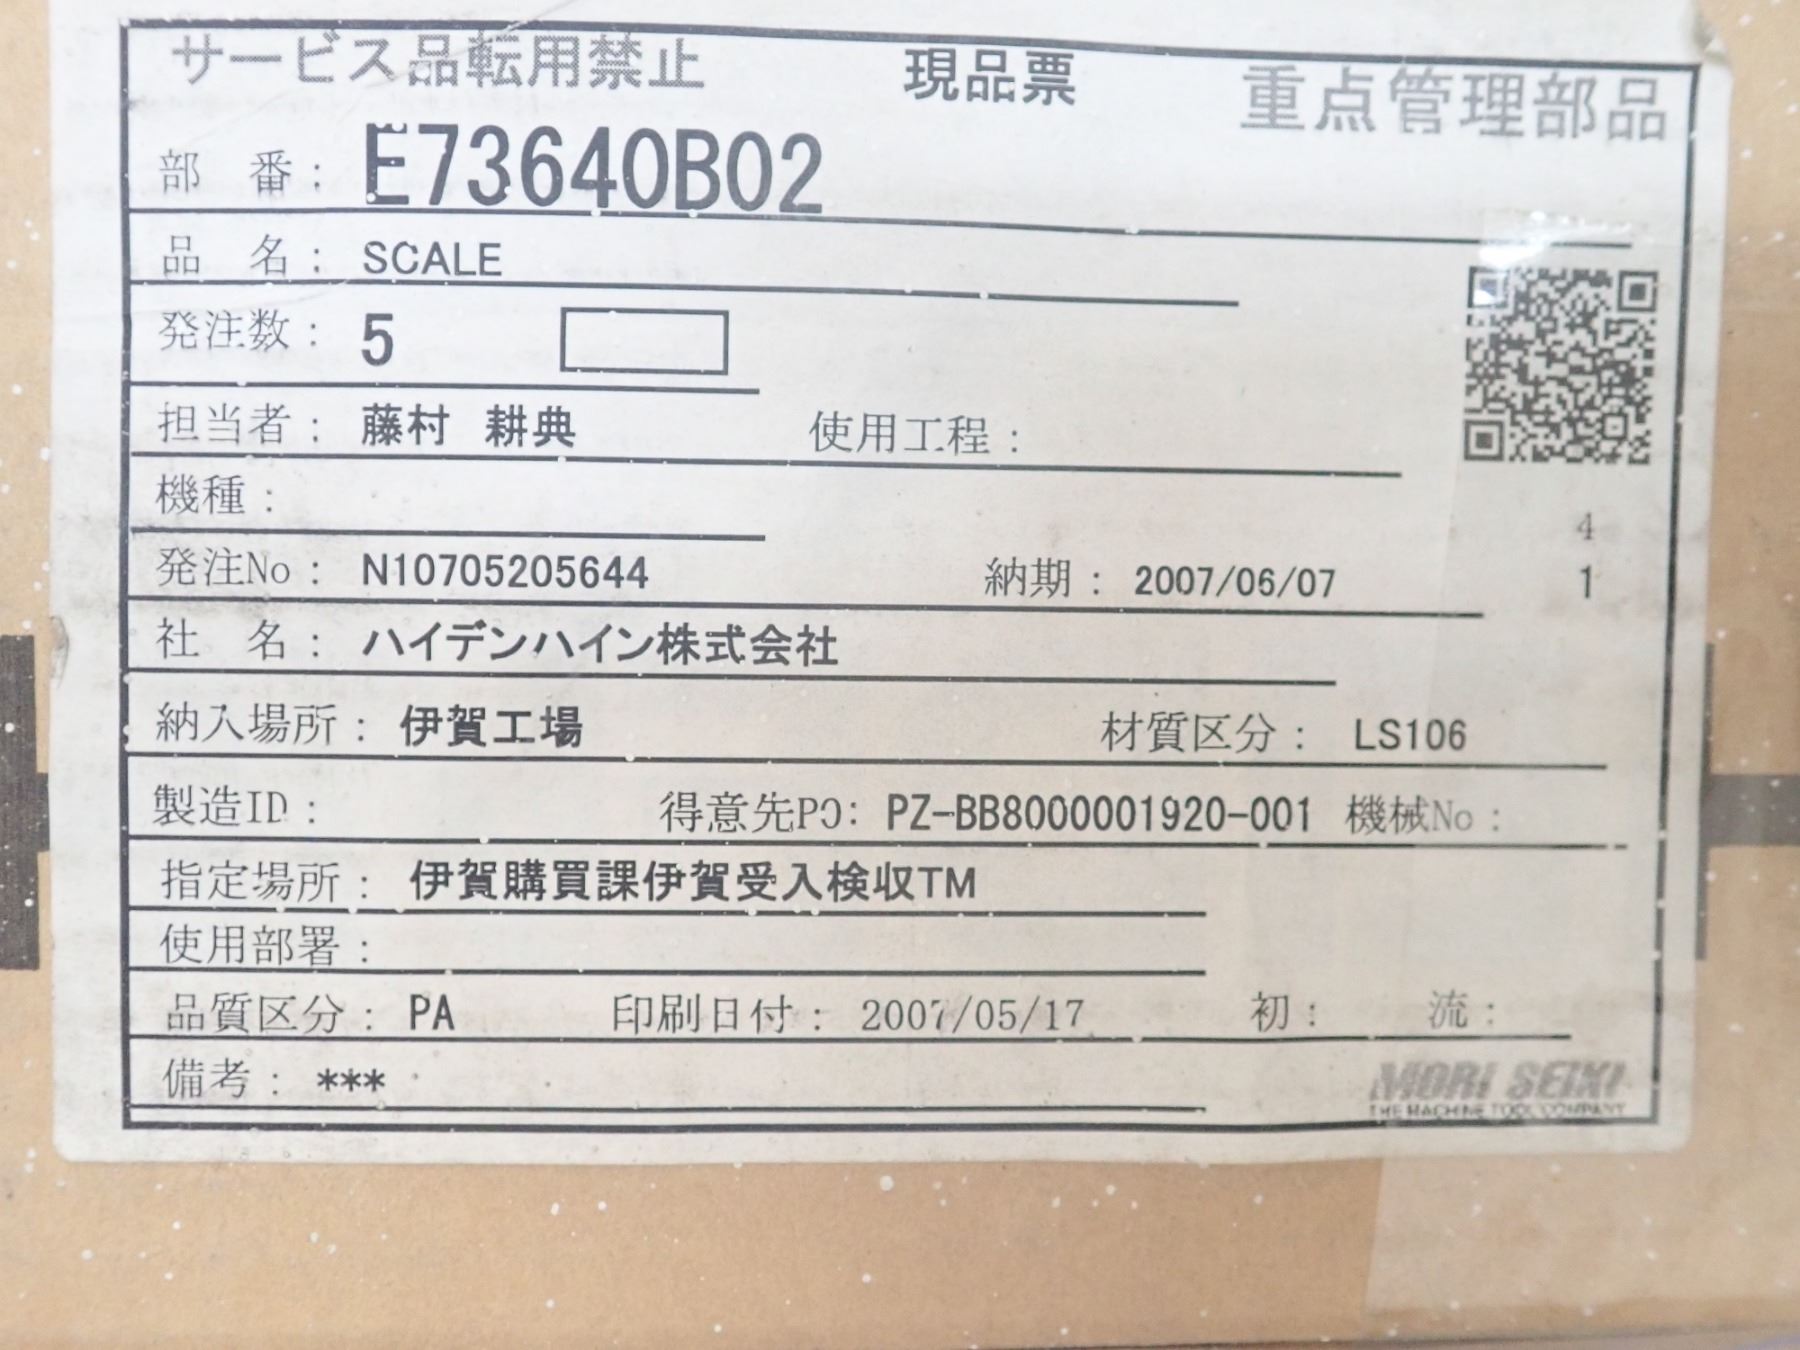 サービス品転用禁止 現品票 重点管理部品
部 番： E73640B02
品 名： SCALE
発注数： 5
担当者： 藤村 耕典 使用工程：
機種：
4
発注No： N10705205644 納期： 2007/06/07 1
社 名： ハイデンハイン株式会社
納入場所： 伊賀工場 材質区分： LS106
製造ID： 得意先PO: PZ-BB8000001920-001 機械No：
指定場所： 伊賀購買課伊賀受入検収TM
使用部署：
品質区分： PA 印刷日付： 2007/05/17 初： 流：
備考： ***
MORI SEIKI
THE MACHINE TOOL COMPANY